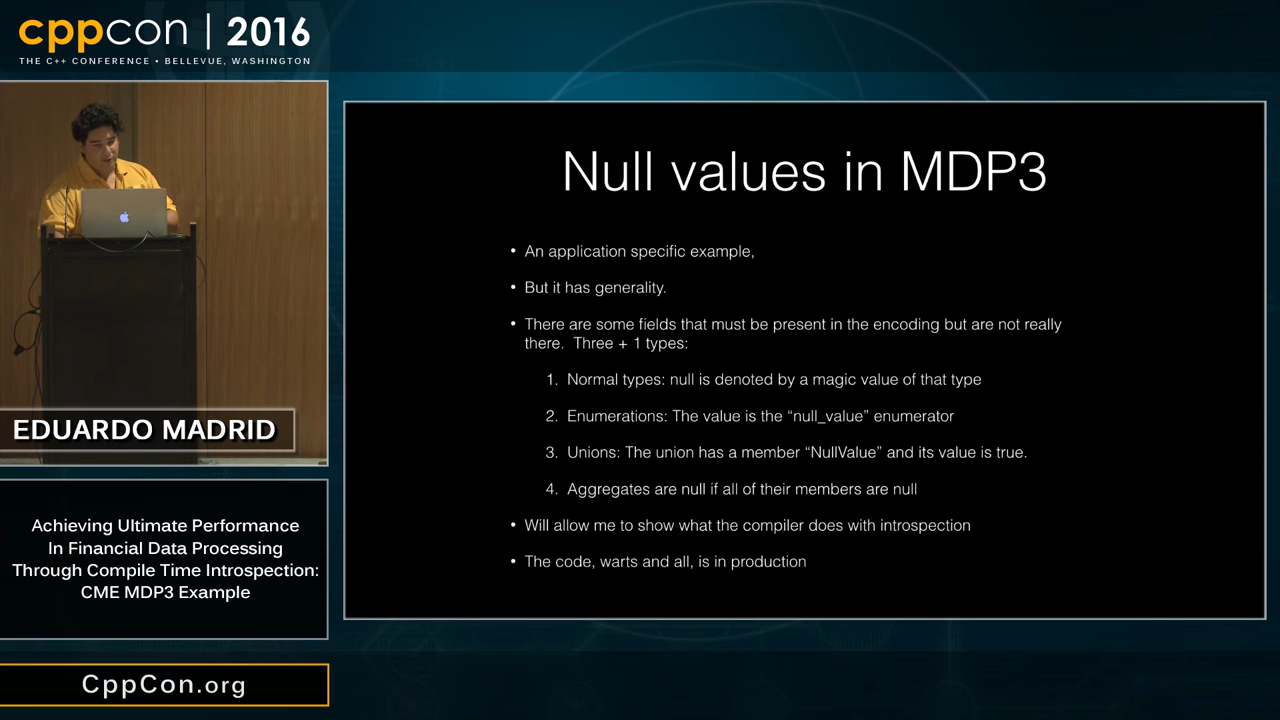 cppcon | 2016
THE C++ CONFERENCE • BELLEVUE, WASHINGTON
Null values in MDP3
• An application specific example,
• But it has generality.
• There are some fields that must be present in the encoding but are not really
there. Three + 1 types:
1. Normal types: null is denoted by a magic value of that type
2. Enumerations: The value is the “null_value” enumerator
3. Unions: The union has a member “NullValue” and its value is true.
4. Aggregates are null if all of their members are null
• Will allow me to show what the compiler does with introspection
• The code, warts and all, is in production
EDUARDO MADRID
Achieving Ultimate Performance
In Financial Data Processing
Through Compile Time Introspection:
CME MDP3 Example
CppCon.org